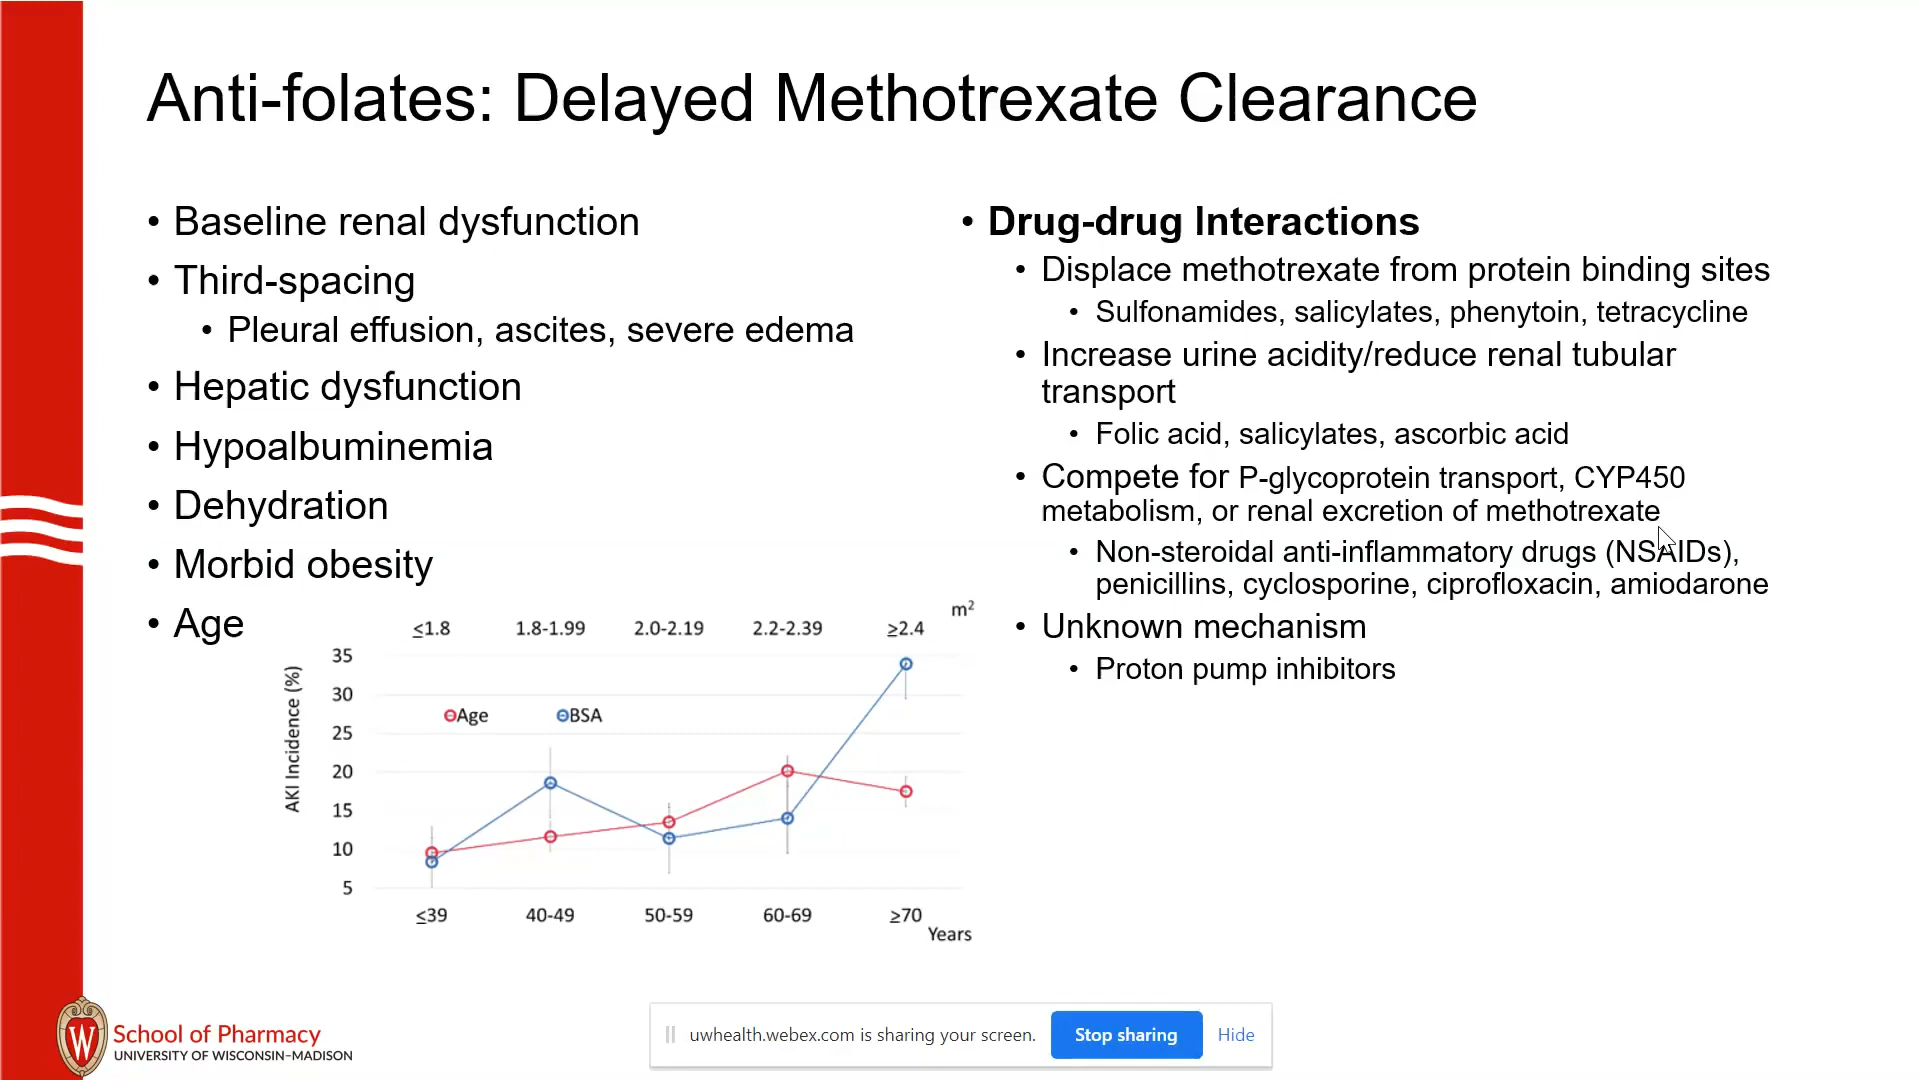 Anti-folates: Delayed Methotrexate Clearance
• Baseline renal dysfunction
• Third-spacing
• Pleural effusion, ascites, severe edema
• Hepatic dysfunction
• Hypoalbuminemia
• Dehydration
• Morbid obesity
• Age
• Drug-drug Interactions
• Displace methotrexate from protein binding sites
• Sulfonamides, salicylates, phenytoin, tetracycline
• Increase urine acidity/reduce renal tubular
transport
• Folic acid, salicylates, ascorbic acid
• Compete for P-glycoprotein transport, CYP450
metabolism, or renal excretion of methotrexate
• Non-steroidal anti-inflammatory drugs (NSAIDs),
penicillins, cyclosporine, ciprofloxacin, amiodarone
• Unknown mechanism
• Proton pump inhibitors
m²
≤1.8 1.8-1.99 2.0-2.19 2.2-2.39 ≥2.4
AKI Incidence (%)
35
30
25
20
15
10
5
Age BSA
≤39 40-49 50-59 60-69 ≥70
Years
W
School of Pharmacy
UNIVERSITY OF WISCONSIN–MADISON
uwhealth.webex.com is sharing your screen. Stop sharing Hide